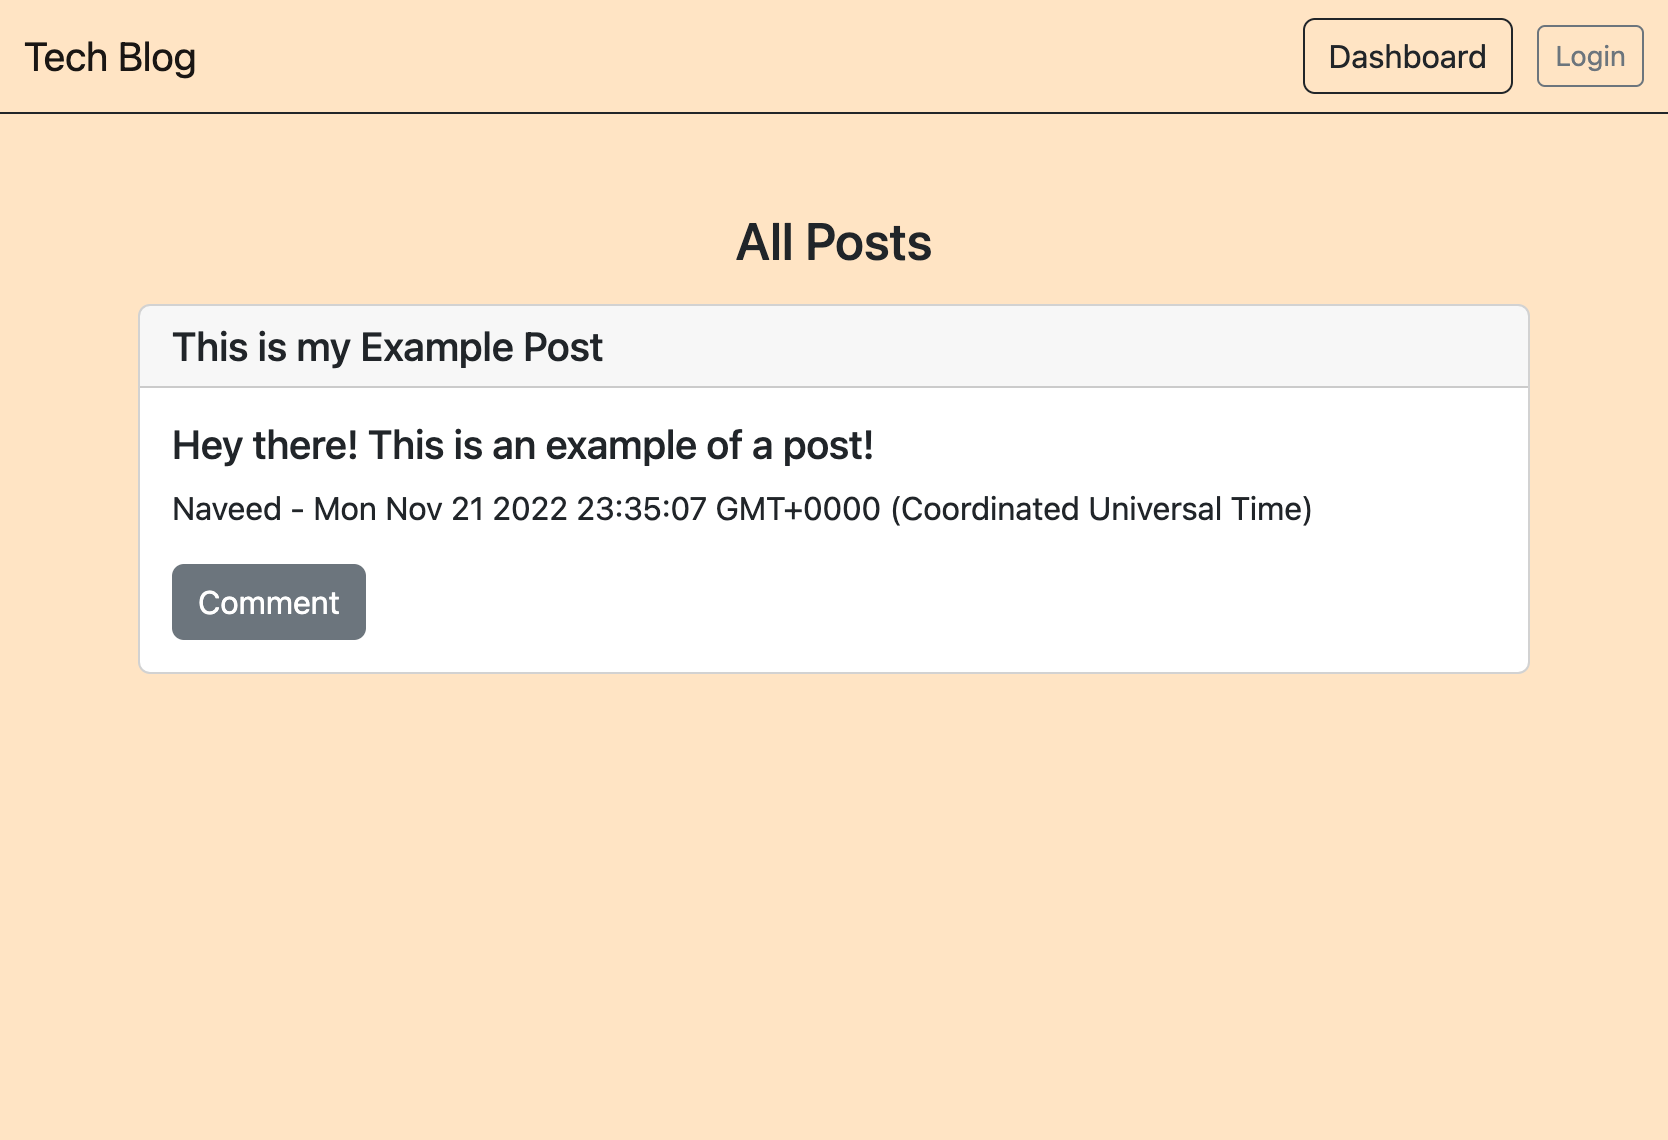 Tech Blog
Dashboard
Login
All Posts
This is my Example Post
Hey there! This is an example of a post!
Naveed - Mon Nov 21 2022 23:35:07 GMT+0000 (Coordinated Universal Time)
Comment